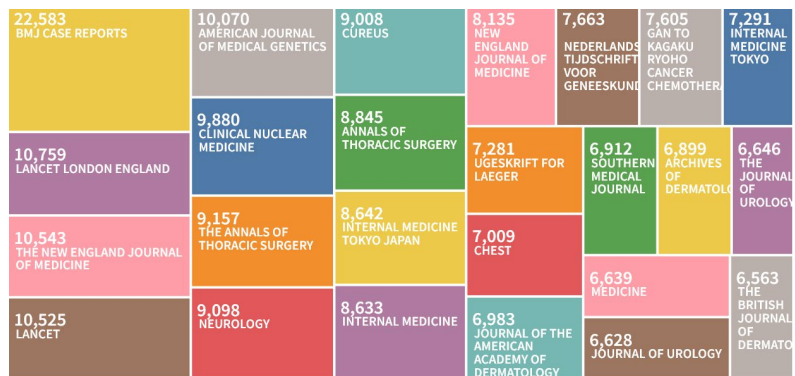 22,583
BMJ CASE REPORTS
10,759
LANCET LONDON ENGLAND
10,543
THE NEW ENGLAND JOURNAL
OF MEDICINE
10,525
LANCET
10,070
AMERICAN JOURNAL
OF MEDICAL GENETICS
9,880
CLINICAL NUCLEAR
MEDICINE
9,157
THE ANNALS OF
THORACIC SURGERY
9,098
NEUROLOGY
9,008
CUREUS
8,845
ANNALS OF
THORACIC SURGERY
8,642
INTERNAL MEDICINE
TOKYO JAPAN
8,633
INTERNAL MEDICINE
8,135
NEW
ENGLAND
JOURNAL OF
MEDICINE
7,663
NEDERLANDS
TIJDSCHRIFT
VOOR
GENEESKUND
7,605
GAN TO
KAGAKU
RYOHO
CANCER
CHEMOTHER
7,291
INTERNAL
MEDICINE
TOKYO
7,281
UGESKRIFT FOR
LAEGER
7,009
CHEST
6,983
JOURNAL OF THE
AMERICAN
ACADEMY OF
DERMATOLOGY
6,912
SOUTHERN
MEDICAL
JOURNAL
6,899
ARCHIVES
OF
DERMATOLO
6,646
THE
JOURNAL
OF
UROLOGY
6,639
MEDICINE
6,628
JOURNAL OF UROLOGY
6,563
THE
BRITISH
JOURNAL
OF
DERMATO